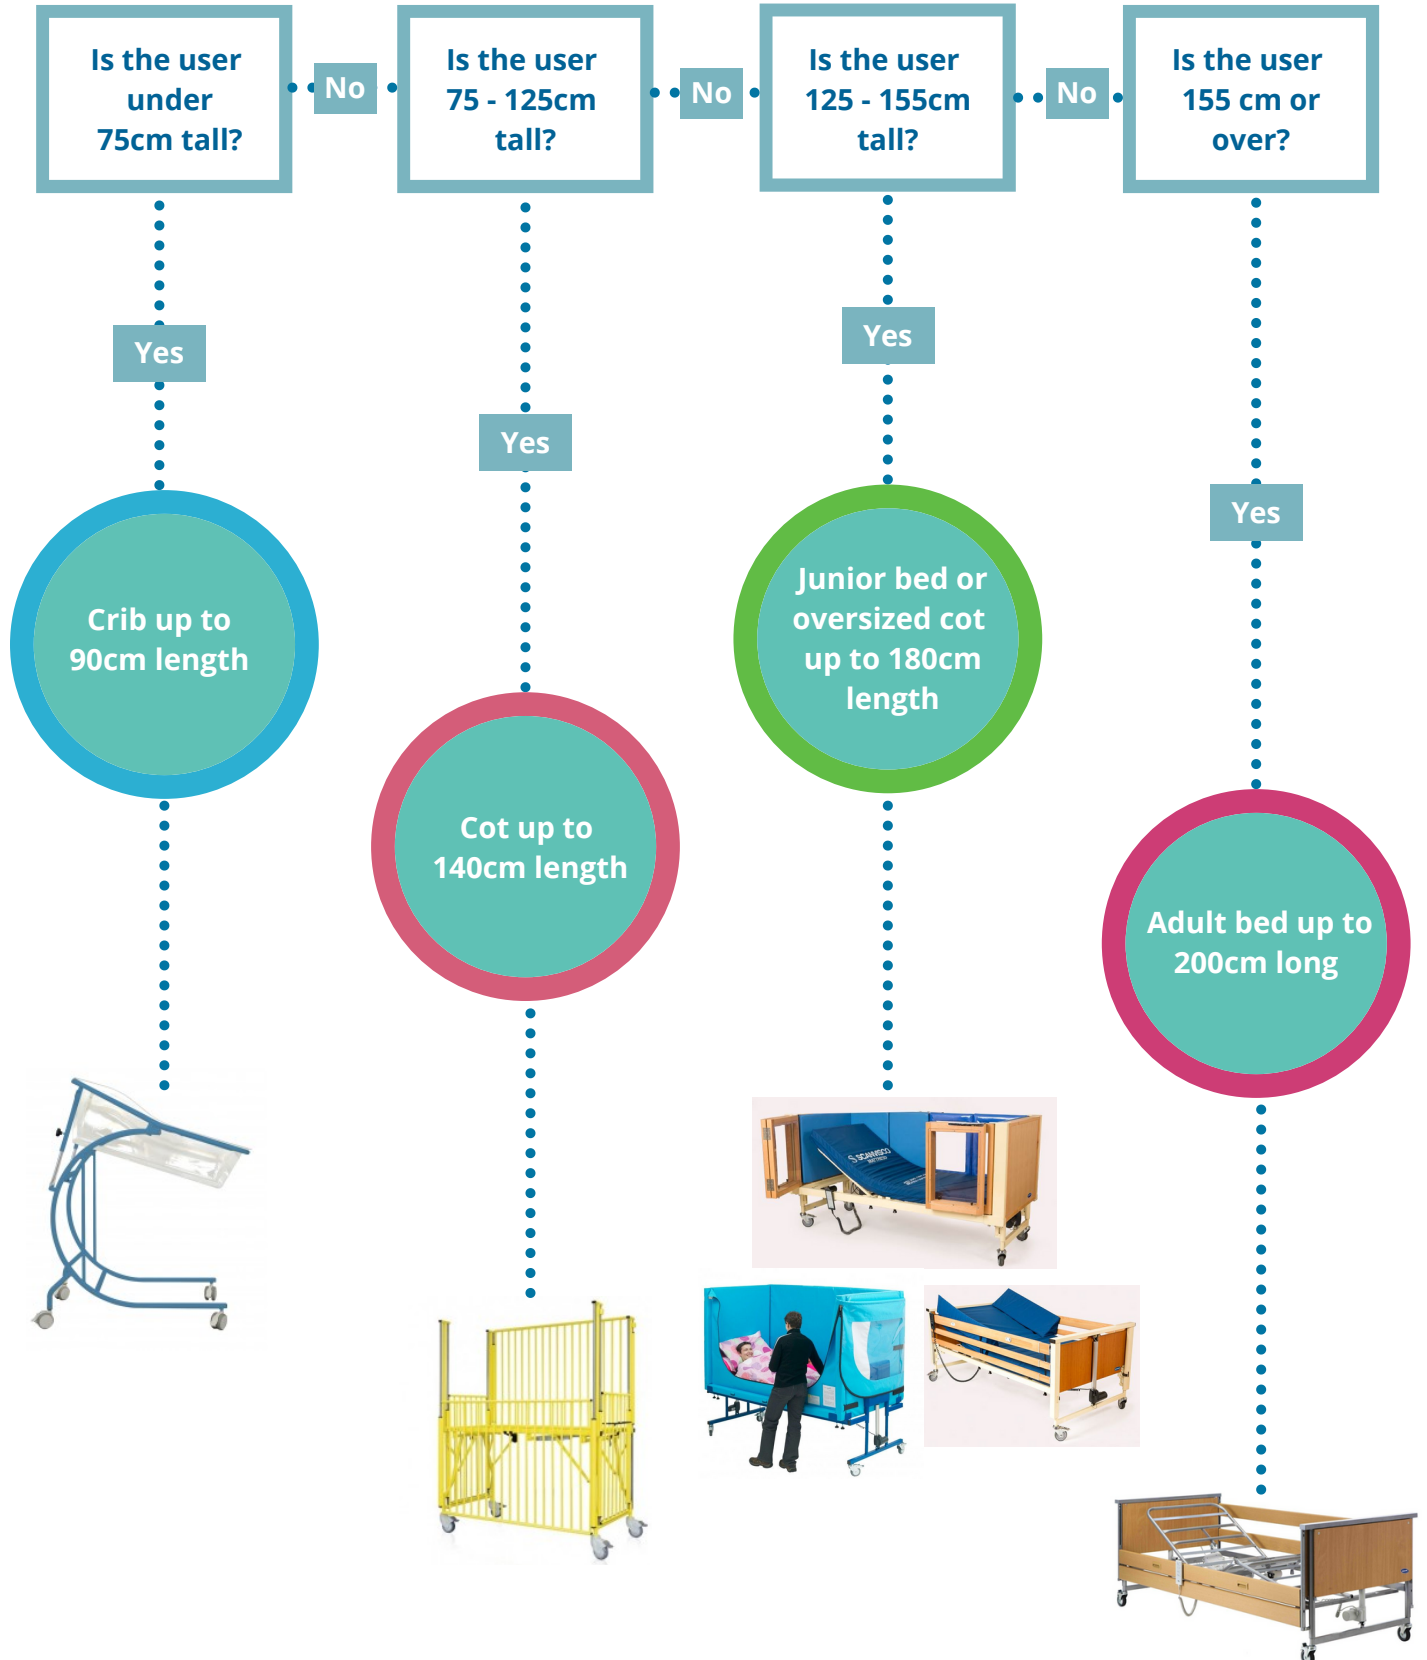 Is the user
under
75cm tall?
No
Is the user
75 - 125cm
tall?
No
Is the user
125 - 155cm
tall?
No
Is the user
155 cm or
over?
Yes
Yes
Yes
Yes
Crib up to
90cm length
Cot up to
140cm length
Junior bed or
oversized cot
up to 180cm
length
Adult bed up to
200cm long